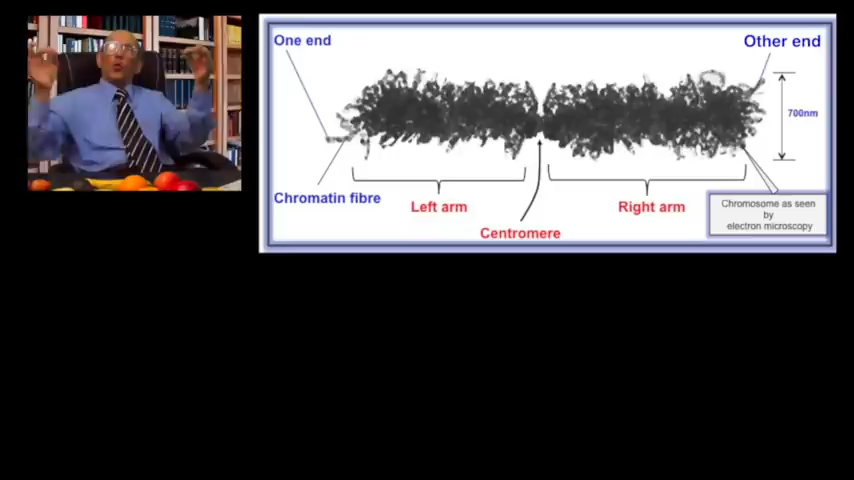 One end
Other end
700nm
Chromatin fibre
Left arm
Right arm
Centromere
Chromosome as seen
by
electron microscopy